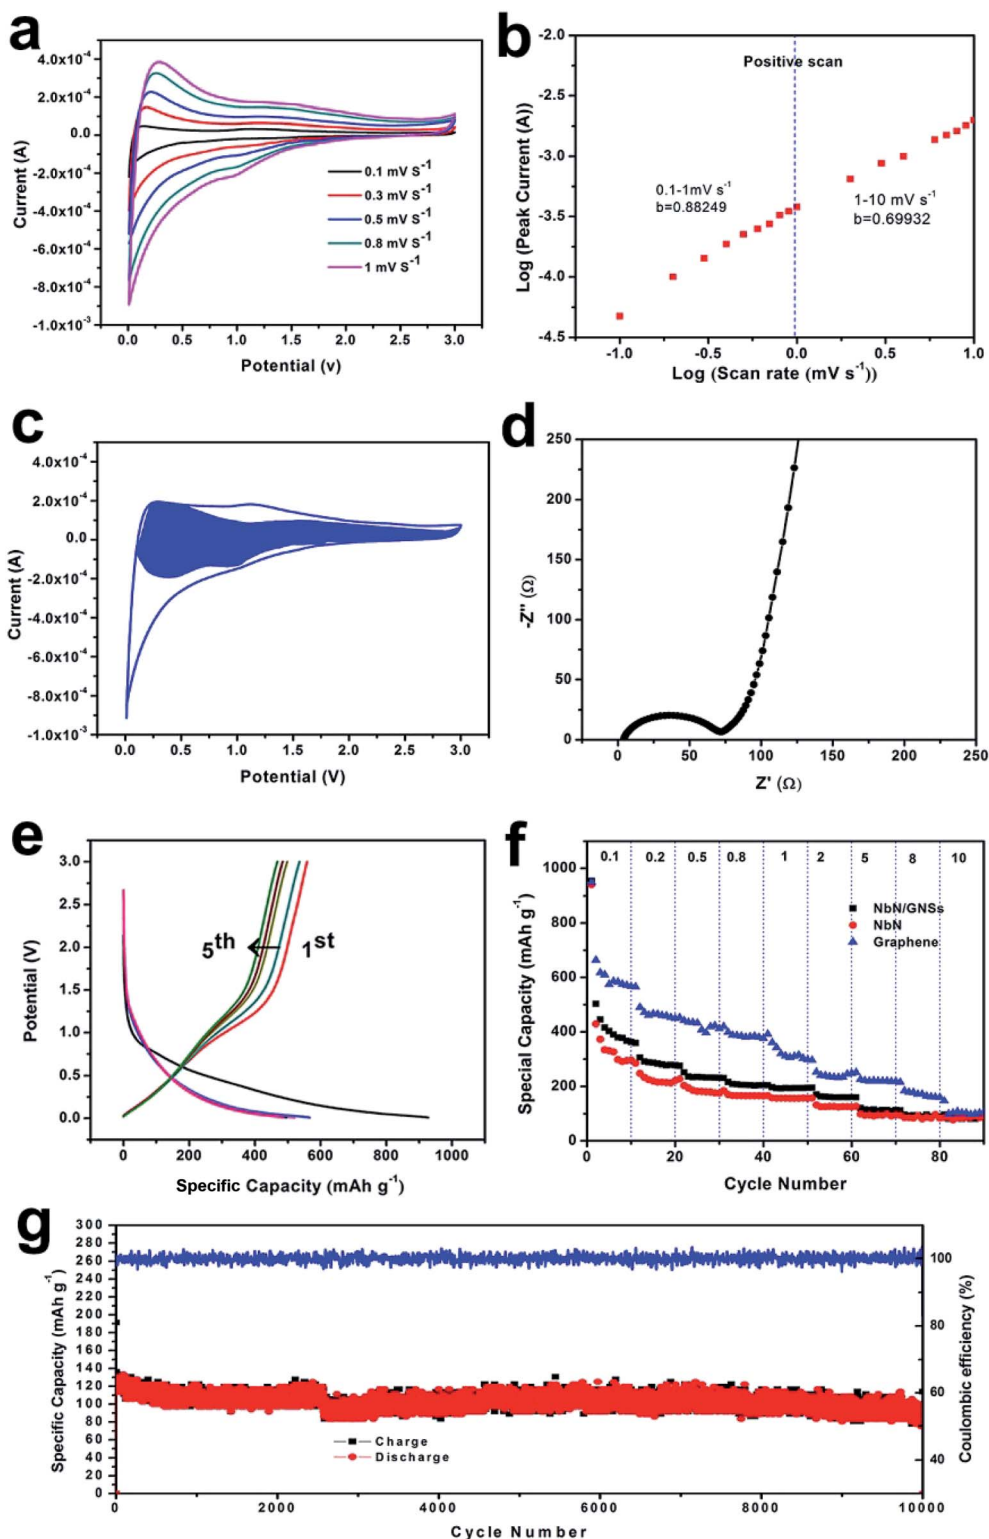 a
4.0x10-4
2.0x10-4
0.0
-2.0x10-4
-4.0x10-4
-6.0x10-4
-8.0x10-4
-1.0x10-3
Current (A)
0.1 mV S-1
0.3 mV S-1
0.5 mV S-1
0.8 mV S-1
1 mV S-1
0.0 0.5 1.0 1.5 2.0 2.5 3.0
Potential (v)
b
-2.0
-2.5
-3.0
-3.5
-4.0
-4.5
Log (Peak Current (A))
Positive scan
0.1-1mV s-1
b=0.88249
1-10 mV s-1
b=0.69932
-1.0 -0.5 0.0 0.5 1.0
Log (Scan rate (mV s-1))
c
4.0x10-4
2.0x10-4
0.0
-2.0x10-4
-4.0x10-4
-6.0x10-4
-8.0x10-4
-1.0x10-3
Current (A)
0.0 0.5 1.0 1.5 2.0 2.5 3.0
Potential (V)
d
250
200
150
100
50
0
-Z'' (Ω)
0 50 100 150 200 250
Z' (Ω)
e
3.0
2.5
2.0
1.5
1.0
0.5
0.0
Potential (V)
5th 1st
0 200 400 600 800 1000
Specific Capacity (mAh g-1)
f
1000
800
600
400
200
0
Special Capacity (mAh g-1)
0.1 0.2 0.5 0.8 1 2 5 8 10
NbN/GNSs
NbN
Graphene
0 20 40 60 80
Cycle Number
g
300
280
260
240
220
200
180
160
140
120
100
80
60
40
20
0
Specific Capacity (mAh g-1)
Charge
Discharge
100
80
60
40
Coulombic efficiency (%)
0 2000 4000 6000 8000 10000
Cycle Number